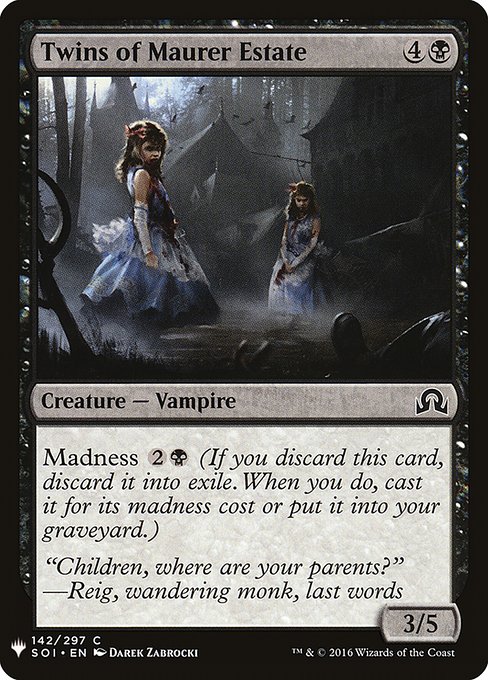 Twins of Maurer Estate 4
Creature — Vampire
Madness 2 (If you discard this card,
discard it into exile. When you do, cast
it for its madness cost or put it into your
graveyard.)
“Children, where are your parents?”
—Reig, wandering monk, last words
3/5
142/297 C
SOI • EN DAREK ZABROCKI
™ & © 2016 Wizards of the Coast